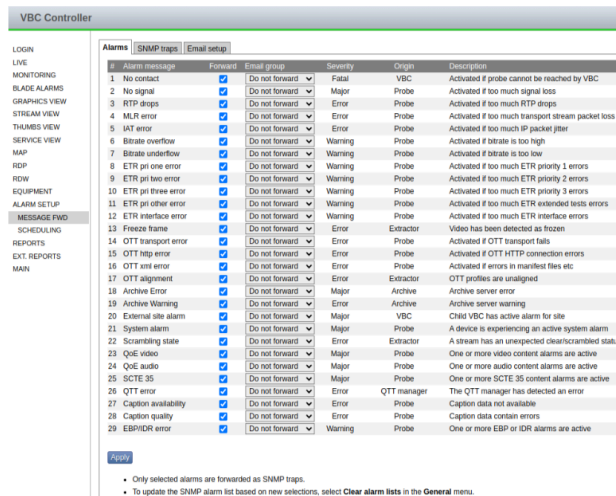 VBC Controller
LOGIN
LIVE
MONITORING
BLADE ALARMS
GRAPHICS VIEW
STREAM VIEW
THUMBS VIEW
SERVICE VIEW
MAP
RDP
RDW
EQUIPMENT
ALARM SETUP
MESSAGE FWD
SCHEDULING
REPORTS
EXT. REPORTS
MAIN
Alarms SNMP traps Email setup
# Alarm message Forward Email group Severity Origin Description
1 No contact Do not forward Fatal VBC Activated if probe cannot be reached by VBC
2 No signal Do not forward Major Probe Activated if too much signal loss
3 RTP drops Do not forward Error Probe Activated if too much RTP drops
4 MLR error Do not forward Error Probe Activated if too much transport stream packet loss
5 IAT error Do not forward Error Probe Activated if too much IP packet jitter
6 Bitrate overflow Do not forward Warning Probe Activated if bitrate is too high
7 Bitrate underflow Do not forward Warning Probe Activated if bitrate is too low
8 ETR pri one error Do not forward Warning Probe Activated if too much ETR priority 1 errors
9 ETR pri two error Do not forward Warning Probe Activated if too much ETR priority 2 errors
10 ETR pri three error Do not forward Warning Probe Activated if too much ETR priority 3 errors
11 ETR pri other error Do not forward Warning Probe Activated if too much ETR extended tests errors
12 ETR interface error Do not forward Warning Probe Activated if too much ETR interface errors
13 Freeze frame Do not forward Error Extractor Video has been detected as frozen
14 OTT transport error Do not forward Error Probe Activated if OTT transport fails
15 OTT http error Do not forward Error Probe Activated if OTT HTTP connection errors
16 OTT xml error Do not forward Error Probe Activated if errors in manifest files etc
17 OTT alignment Do not forward Error Extractor OTT profiles are unaligned
18 Archive Error Do not forward Major Archive Archive server error
19 Archive Warning Do not forward Error Archive Archive server warning
20 External site alarm Do not forward Major VBC Child VBC has active alarm for site
21 System alarm Do not forward Major Probe A device is experiencing an active system alarm
22 Scrambling state Do not forward Error Extractor A stream has an unexpected clear/scrambled statu
23 QoE video Do not forward Major Probe One or more video content alarms are active
24 QoE audio Do not forward Major Probe One or more audio content alarms are active
25 SCTE 35 Do not forward Major Probe One or more SCTE 35 content alarms are active
26 QTT error Do not forward Error QTT manager The QTT manager has detected an error
27 Caption availability Do not forward Error Probe Caption data not available
28 Caption quality Do not forward Error Probe Caption data contain errors
29 EBP/IDR error Do not forward Warning Probe One or more EBP or IDR alarms are active
Apply
• Only selected alarms are forwarded as SNMP traps.
• To update the SNMP alarm list based on new selections, select Clear alarm lists in the General menu.